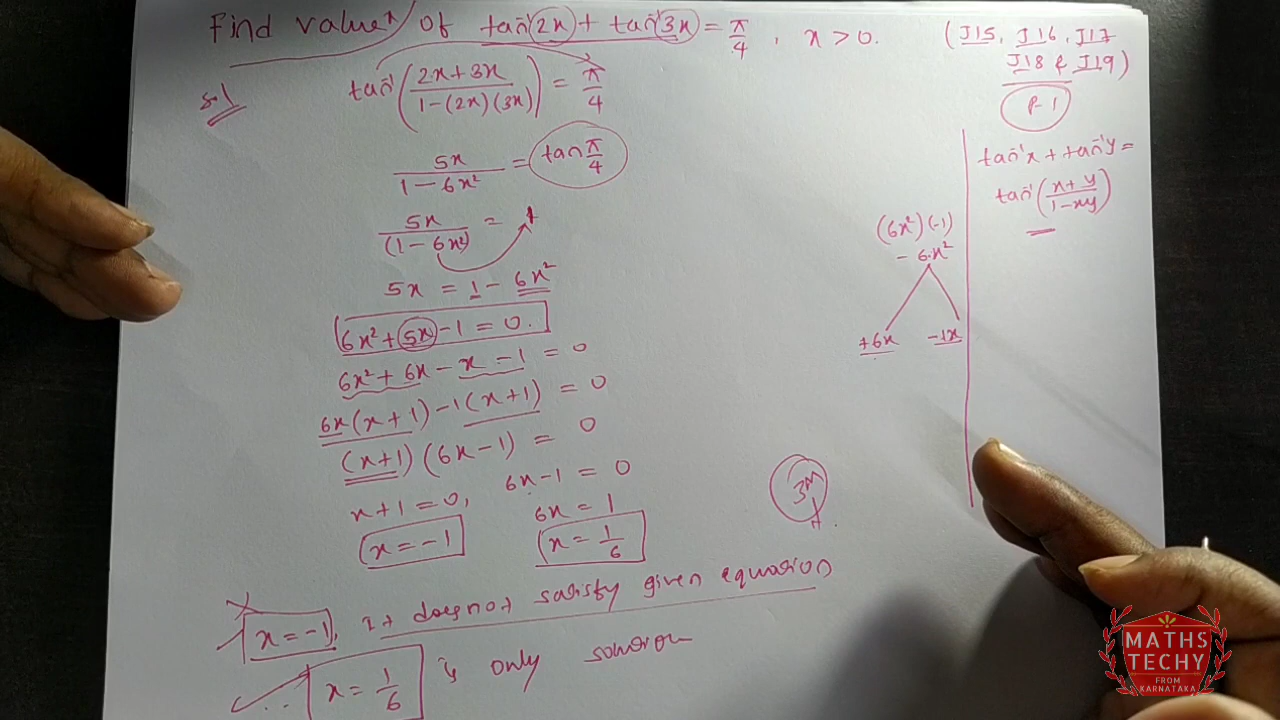 Find value x of tan⁻¹(2x) + tan⁻¹(3x) = π/4 , x > 0. (J15, J16, J17
J18 & J19)
P-1
Sol tan⁻¹((2x+3x)/(1-(2x)(3x))) = π/4
5x/(1-6x²) = tan π/4
5x/(1-6x²) = 1
5x = 1 - 6x²
6x² + 5x - 1 = 0.
6x² + 6x - x - 1 = 0
6x(x+1) - 1(x+1) = 0
(x+1)(6x-1) = 0
x+1 = 0, 6x-1 = 0
x = -1 6x = 1
x = 1/6
x = -1, it does not satisfy given equation
x = 1/6 is only solution
tan⁻¹x + tan⁻¹y =
tan⁻¹((x+y)/(1-xy))
(6x²)(-1)
-6x²
+6x -1x
3M
MATHS
TECHY
FROM
KARNATAKA